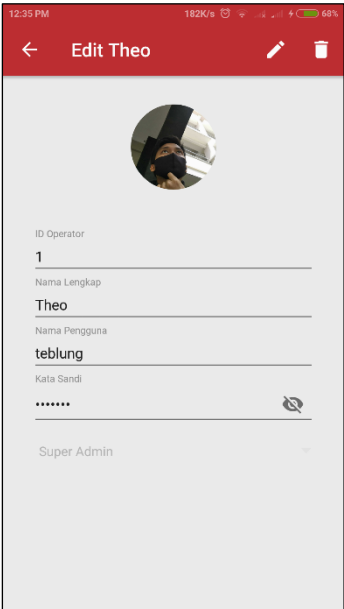 12:35 PM 182K/s 68%
Edit Theo
ID Operator
1
Nama Lengkap
Theo
Nama Pengguna
teblung
Kata Sandi
•••••••
Super Admin